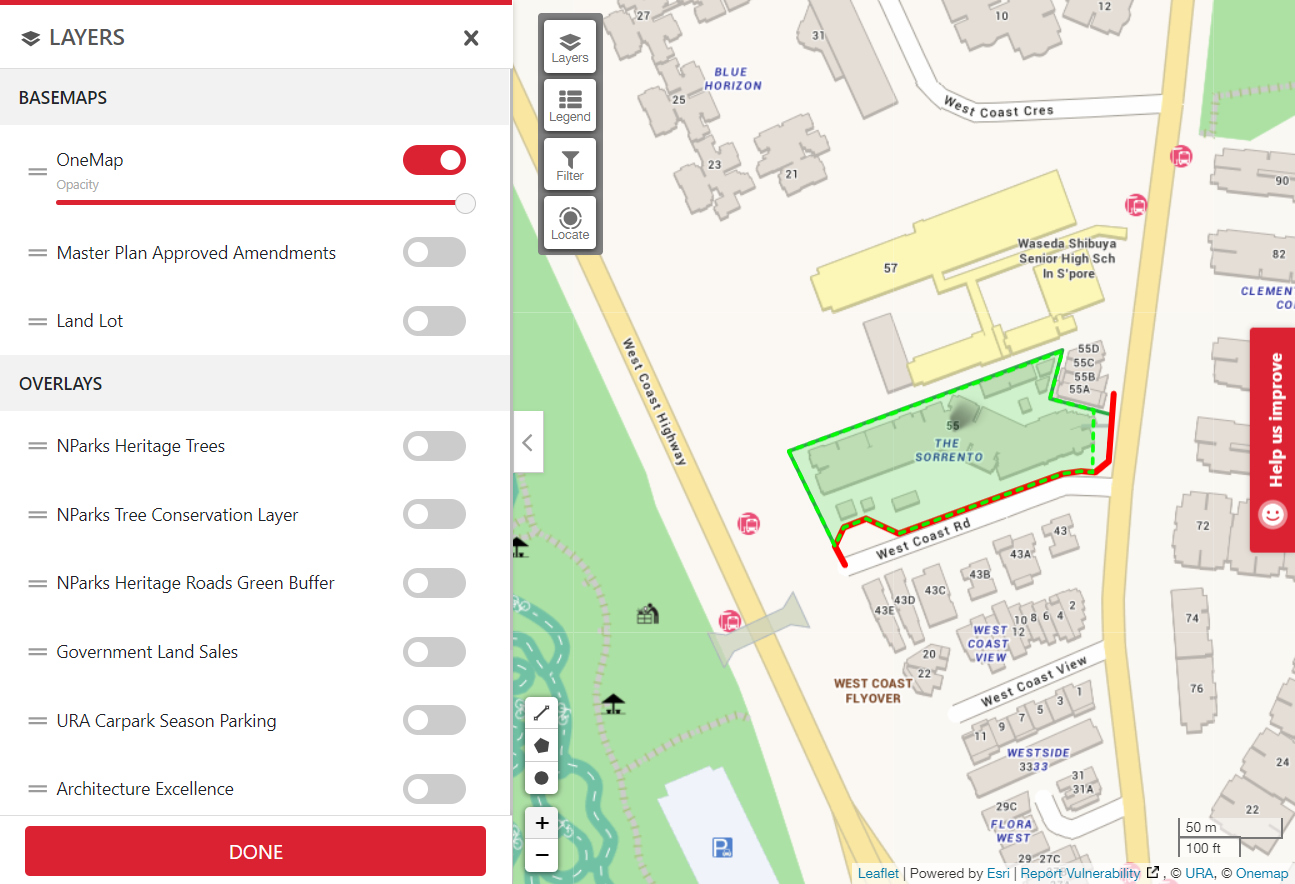 LAYERS
BASEMAPS
OneMap
Opacity
Master Plan Approved Amendments
Land Lot
OVERLAYS
NParks Heritage Trees
NParks Tree Conservation Layer
NParks Heritage Roads Green Buffer
Government Land Sales
URA Carpark Season Parking
Architecture Excellence
DONE
Layers
Legend
Filter
Locate
27
10
12
31
BLUE
HORIZON
25
West Coast Cres
23
21
90
Waseda Shibuya
Senior High Sch
In S'pore
57
82
CLEMEN
CO
West Coast Highway
55D
55C
55B
55A
Help us improve
55
THE
SORRENTO
West Coast Rd
72
43
43A
43B
43C
43D
43E
2
4
6
8
10
12
WEST
COAST
VIEW
74
20
22
West Coast View
WEST COAST
FLYOVER
76
1
3
5
7
9
11
WESTSIDE
3333
31
31A
24
29C
FLORA
WEST
22
29
27C
P
+
−
50 m
100 ft
Leaflet | Powered by Esri | Report Vulnerability , © URA, © Onemap